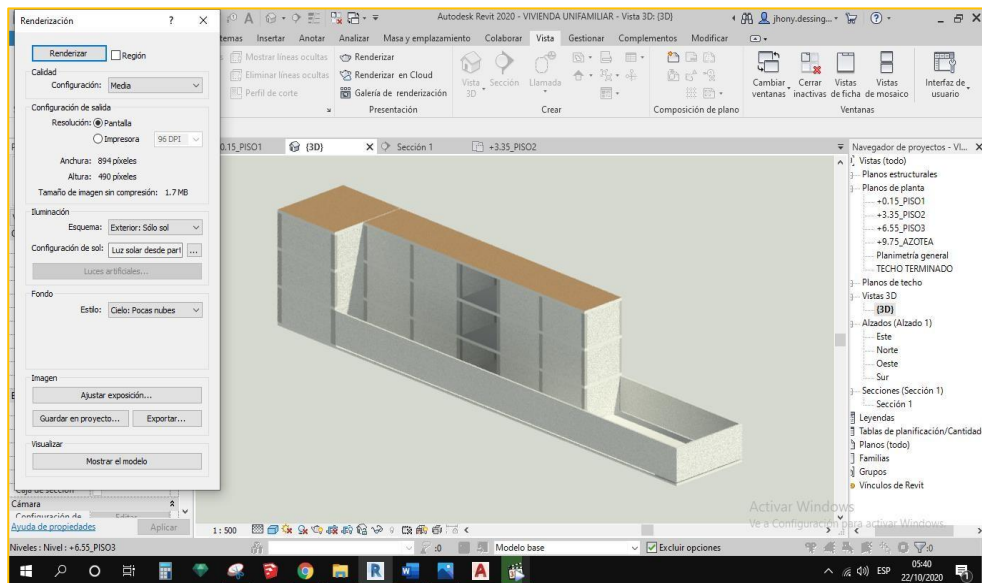 Renderización
? X
Renderizar
Región
Calidad
Configuración: Media
Configuración de salida
Resolución: Pantalla
Impresora 96 DPI
Anchura: 894 píxeles
Altura: 490 píxeles
Tamaño de imagen sin compresión: 1.7 MB
Iluminación
Esquema: Exterior: Sólo sol
Configuración de sol: Luz solar desde part ...
Luces artificiales...
Fondo
Estilo: Cielo: Pocas nubes
Imagen
Ajustar exposición...
Guardar en proyecto... Exportar...
Visualizar
Mostrar el modelo
Autodesk Revit 2020 - VIVIENDA UNIFAMILIAR - Vista 3D: {3D}
jhony.dessing...
temas Insertar Anotar Analizar Masa y emplazamiento Colaborar Vista Gestionar Complementos Modificar
Mostrar líneas ocultas
Eliminar líneas ocultas
Perfil de corte
Renderizar
Renderizar en Cloud
Galería de renderización
Presentación
Vista 3D
Sección
Llamada
Crear
Composición de plano
Cambiar ventanas
Cerrar inactivas
Vistas de ficha
Vistas de mosaico
Interfaz de usuario
Ventanas
0.15_PISO1
{3D} X
Sección 1
+3.35_PISO2
Navegador de proyectos - VI... X
Vistas (todo)
Planos estructurales
Planos de planta
+0.15_PISO1
+3.35_PISO2
+6.55_PISO3
+9.75_AZOTEA
Planimetría general
TECHO TERMINADO
Planos de techo
Vistas 3D
{3D}
Alzados (Alzado 1)
Este
Norte
Oeste
Sur
Secciones (Sección 1)
Sección 1
Leyendas
Tablas de planificación/Cantidad
Planos (todo)
Familias
Grupos
Vínculos de Revit
Activar Windows
Ve a Configuración para activar Windows.
Caja de sección
Cámara
Configuración de Editar
Ayuda de propiedades Aplicar
1 : 500
Niveles : Nivel : +6.55_PISO3
:0
Modelo base
Excluir opciones
:0
ESP
05:40
22/10/2020